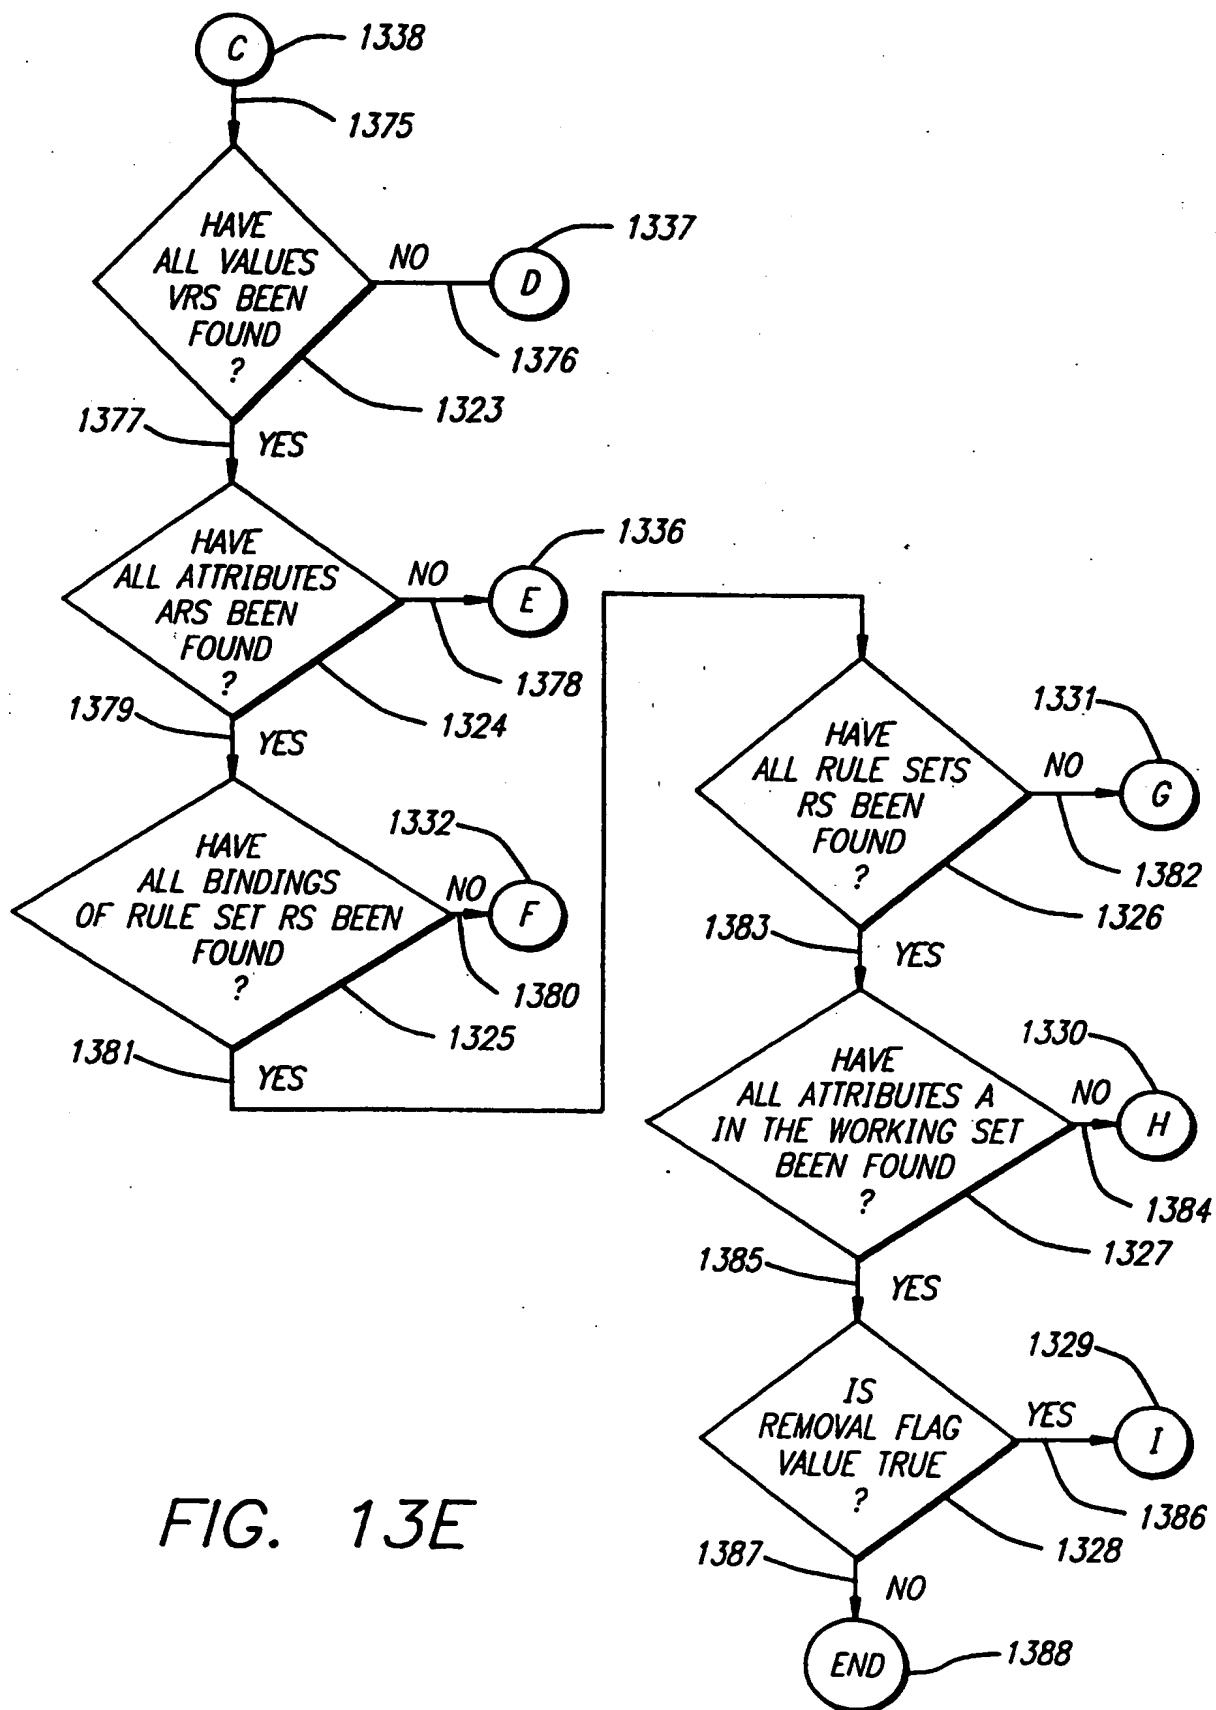 C
1338
1375
HAVE
ALL VALUES
VRS BEEN
FOUND
?
NO
D
1337
1376
1323
1377
YES
HAVE
ALL ATTRIBUTES
ARS BEEN
FOUND
?
NO
E
1336
1378
1324
1379
YES
HAVE
ALL BINDINGS
OF RULE SET RS BEEN
FOUND
?
NO
F
1332
1380
1325
1381
YES
HAVE
ALL RULE SETS
RS BEEN
FOUND
?
NO
G
1331
1382
1326
1383
YES
HAVE
ALL ATTRIBUTES A
IN THE WORKING SET
BEEN FOUND
?
NO
H
1330
1384
1327
1385
YES
IS
REMOVAL FLAG
VALUE TRUE
?
YES
I
1329
1386
1328
1387
NO
END
1388
FIG. 13E